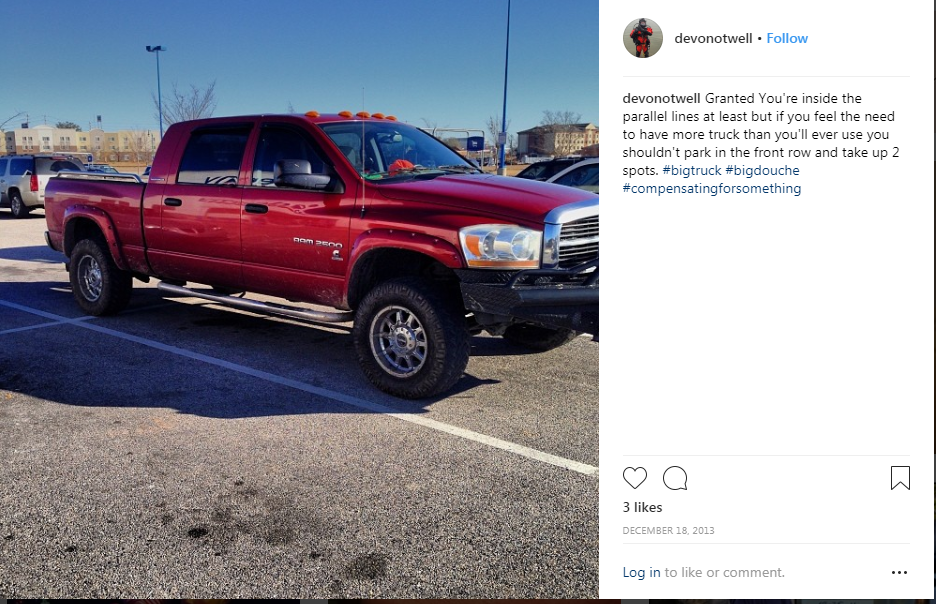 devonotwell • Follow
devonotwell Granted You're inside the
parallel lines at least but if you feel the need
to have more truck than you'll ever use you
shouldn't park in the front row and take up 2
spots. #bigtruck #bigdouche
#compensatingforsomething
RAM 2500
3 likes
DECEMBER 18, 2013
Log in to like or comment.